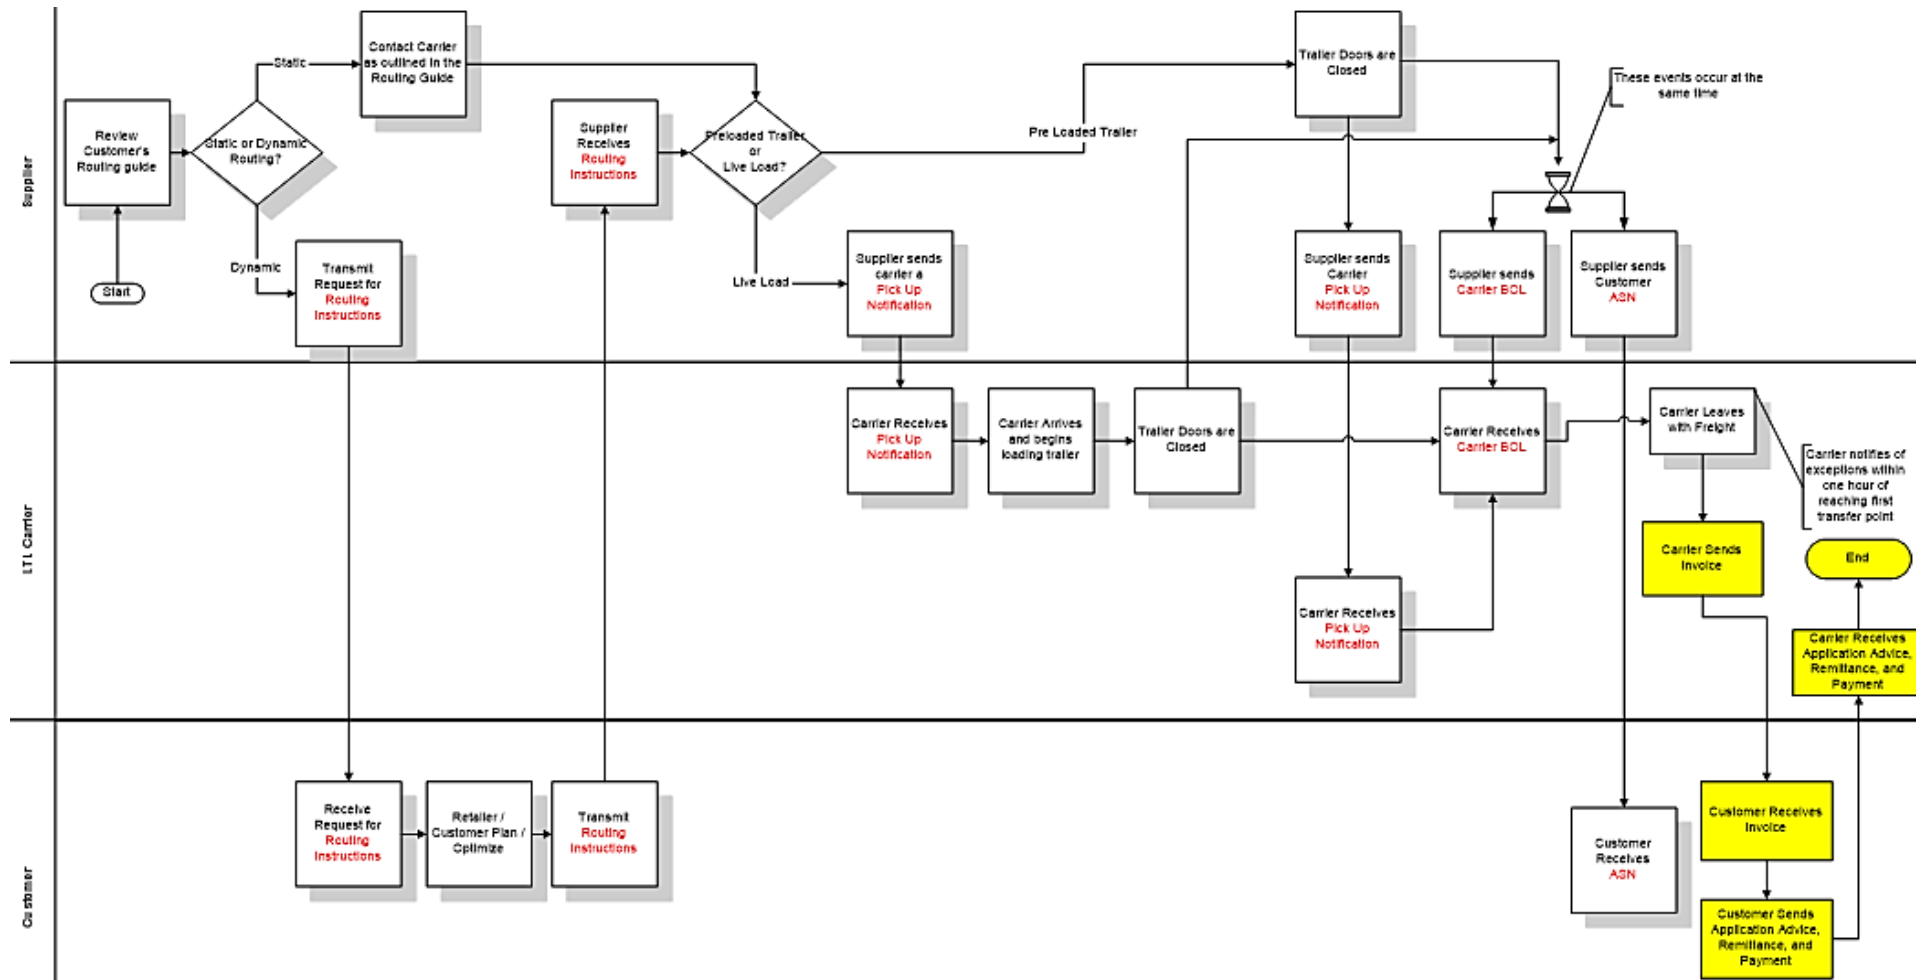 Supplier
Start
Review
Customer's
Routing guide
Static or Dynamic
Routing?
Static
Contact Carrier
as outlined in the
Routing Guide
Dynamic
Transmit
Request for
Routing
Instructions
Supplier
Receives
Routing
Instructions
Preloaded Trailer
or
Live Load?
Live Load
Supplier sends
carrier a
Pick Up
Notification
Pre Loaded Trailer
Trailer Doors are
Closed
Supplier sends
Carrier
Pick Up
Notification
These events occur at the
same time
Supplier sends
Carrier BOL
Supplier sends
Customer
ASN
LTL Carrier
Carrier Receives
Pick Up
Notification
Carrier Arrives
and begins
loading trailer
Trailer Doors are
Closed
Carrier Receives
Pick Up
Notification
Carrier Receives
Carrier BOL
Carrier Leaves
with Freight
Carrier notifies of
exceptions within
one hour of
reaching first
transfer point
Carrier Sends
Invoice
End
Carrier Receives
Application Advice,
Remittance, and
Payment
Customer
Receive
Request for
Routing
Instructions
Retailer /
Customer Plan /
Optimize
Transmit
Routing
Instructions
Customer
Receives
ASN
Customer Receives
Invoice
Customer Sends
Application Advice,
Remittance, and
Payment